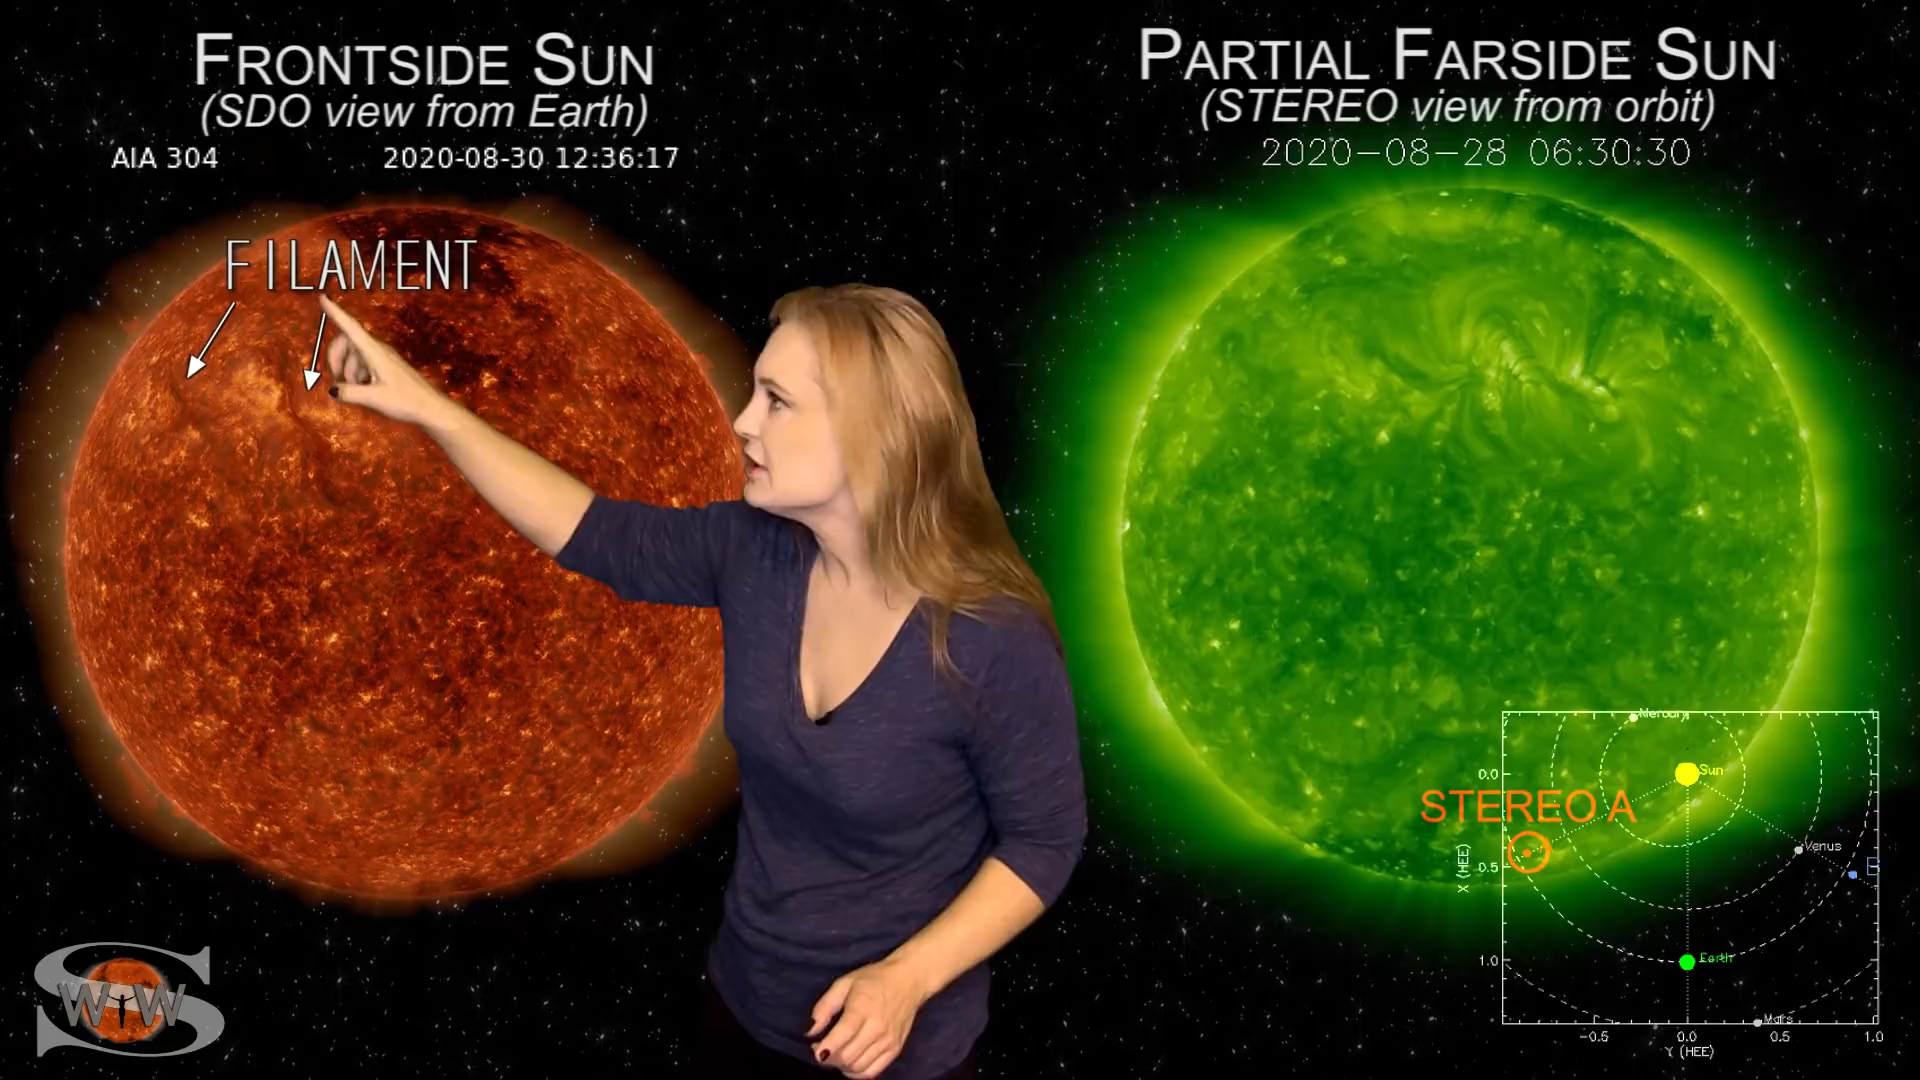 FRONTSIDE SUN
(SDO view from Earth)
AIA 304 2020-08-30 12:36:17
FILAMENT
PARTIAL FARSIDE SUN
(STEREO view from orbit)
2020-08-28 06:30:30
Mercury
Sun
0.0
STEREO A
Venus
B
0.5
X (HEE)
1.0
Earth
Mars
-0.5 0.0 0.5 1.0
Y (HEE)
S
WTW